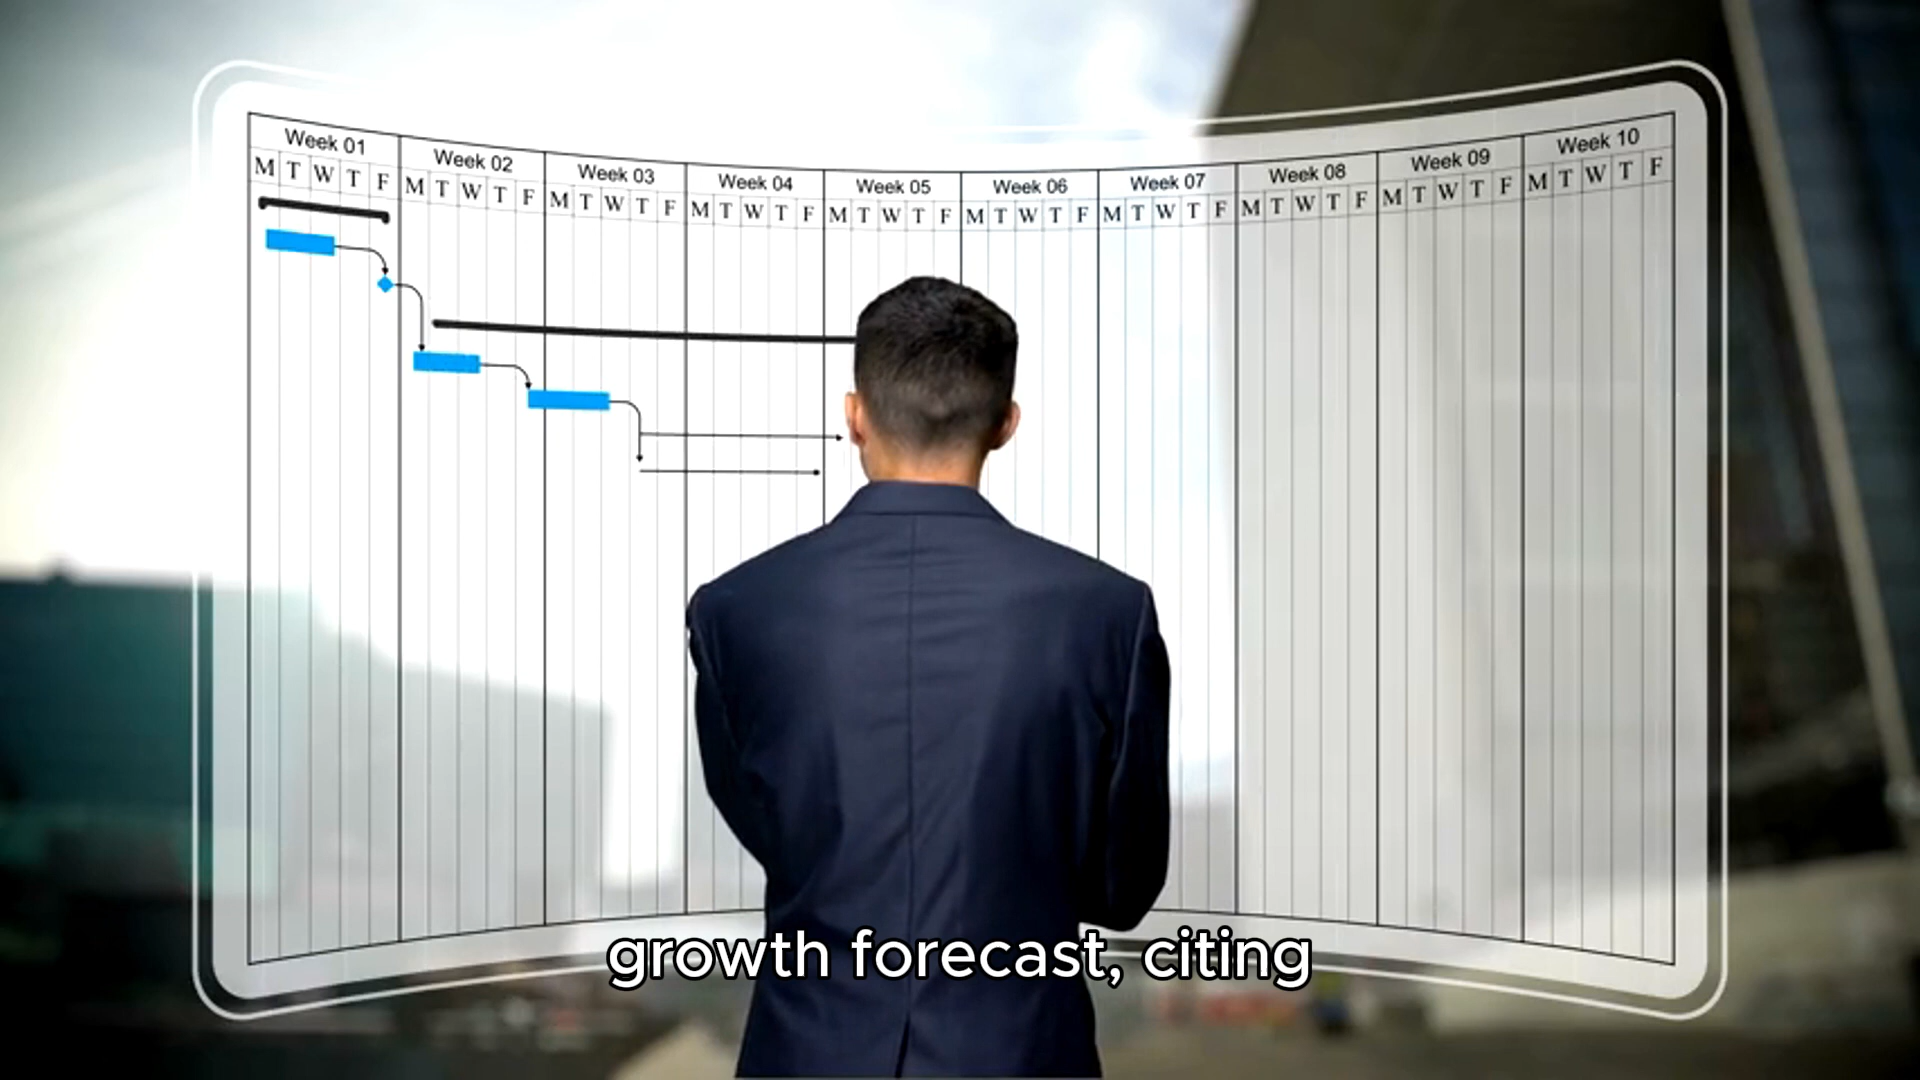 Week 01 Week 02 Week 03 Week 04 Week 05 Week 06 Week 07 Week 08 Week 09 Week 10
M T W T F M T W T F M T W T F M T W T F M T W T F M T W T F M T W T F M T W T F M T W T F M T W T F
growth forecast, citing